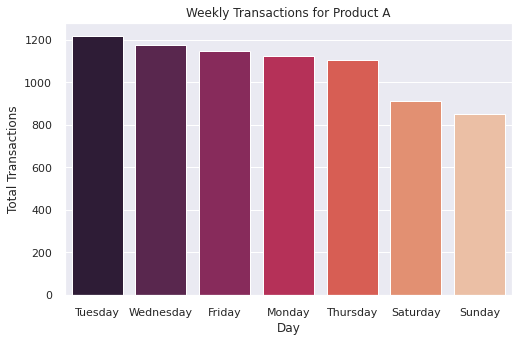 Weekly Transactions for Product A
Total Transactions
1200
1000
800
600
400
200
0
Tuesday Wednesday Friday Monday Thursday Saturday Sunday
Day